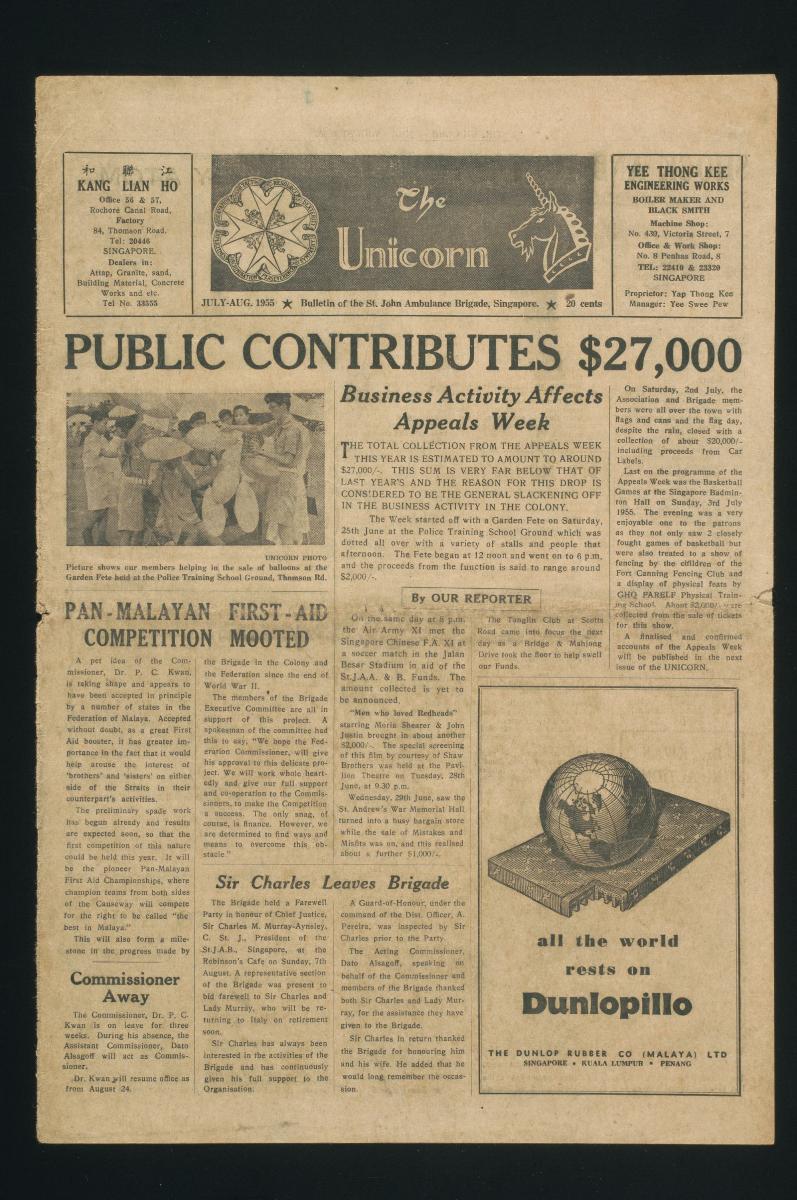 和 聯 江
KANG LIAN HO
Office 56 & 57,
Rochore Canal Road,
Factory
84, Thomson Road.
Tel: 20446
SINGAPORE.
Dealers in:
Attap, Granite, sand,
Building Material, Concrete
Works and etc.
Tel No. 33555
The
Unicorn
JULY-AUG. 1955 ★ Bulletin of the St. John Ambulance Brigade, Singapore. ★ 20 cents
YEE THONG KEE
ENGINEERING WORKS
BOILER MAKER AND
BLACK SMITH
Machine Shop:
No. 439, Victoria Street, 7
Office & Work Shop:
No. 8 Penhas Road, 8
TEL: 22410 & 23320
SINGAPORE
Proprietor: Yap Thong Kee
Manager: Yee Swee Pew
PUBLIC CONTRIBUTES $27,000
UNICORN PHOTO
Picture shows our members helping in the sale of balloons at the
Garden Fete held at the Police Training School Ground, Thomson Rd.
Business Activity Affects
Appeals Week
THE TOTAL COLLECTION FROM THE APPEALS WEEK
THIS YEAR IS ESTIMATED TO AMOUNT TO AROUND
$27,000/-. THIS SUM IS VERY FAR BELOW THAT OF
LAST YEAR'S AND THE REASON FOR THIS DROP IS
CONSIDERED TO BE THE GENERAL SLACKENING OFF
IN THE BUSINESS ACTIVITY IN THE COLONY.
The Week started off with a Garden Fete on Saturday,
25th June at the Police Training School Ground which was
dotted all over with a variety of stalls and people that
afternoon. The Fete began at 12 noon and went on to 6 p.m.
and the proceeds from the function is said to range around
$2,000/-.
By OUR REPORTER
On the same day at 8 p.m.
the Air Army XI met the
Singapore Chinese F.A. XI at
a soccer match in the Jalan
Besar Stadium in aid of the
St.J.A.A. & B. Funds. The
amount collected is yet to
be announced.
"Men who loved Redheads"
starring Moria Shearer & John
Justin brought in about another
$2,000/-. The special screening
of this film by courtesy of Shaw
Brothers was held at the Pavi-
lion Theatre on Tuesday, 28th
June, at 9.30 p.m.
Wednesday, 29th June, saw the
St. Andrew's War Memorial Hall
turned into a busy bargain store
while the sale of Mistakes and
Misfits was on, and this realised
about a further $1,000/-.
The Tanglin Club at Scotts
Road came into focus the next
day as a Bridge & Mahjong
Drive took the floor to help swell
our Funds.
On Saturday, 2nd July, the
Association and Brigade mem-
bers were all over the town with
flags and cans and the flag day,
despite the rain, closed with a
collection of about $20,000/-
including proceeds from Car
Labels.
Last on the programme of the
Appeals Week was the Basketball
Games at the Singapore Badmin-
ton Hall on Sunday, 3rd July
1955. The evening was a very
enjoyable one to the patrons
as they not only saw 2 closely
fought games of basketball but
were also treated to a show of
fencing by the children of the
Fort Canning Fencing Club and
a display of physical feats by
GHQ FARELF Physical Train-
ing School. About $2,000/- were
collected from the sale of tickets
for this show.
A finalised and confirmed
accounts of the Appeals Week
will be published in the next
issue of the UNICORN.
PAN-MALAYAN FIRST-AID
COMPETITION MOOTED
A pet idea of the Com-
missioner, Dr. P. C. Kwan,
is taking shape and appears to
have been accepted in principle
by a number of states in the
Federation of Malaya. Accepted
without doubt, as a great First
Aid booster, it has greater im-
portance in the fact that it would
help arouse the interest of
'brothers' and 'sisters' on either
side of the Straits in their
counterpart's activities.
The preliminary spade work
has begun already and results
are expected soon, so that the
first competition of this nature
could be held this year. It will
be the pioneer Pan-Malayan
First Aid Championships, where
champion teams from both sides
of the Causeway will compete
for the right to be called "the
best in Malaya."
This will also form a mile-
stone in the progress made by
the Brigade in the Colony and
the Federation since the end of
World War II.
The members of the Brigade
Executive Committee are all in
support of this project. A
spokesman of the committee had
this to say, "We hope the Fed-
eration Commissioner, will give
his approval to this delicate pro-
ject. We will work whole heart-
edly and give our full support
and co-operation to the Commis-
sioners, to make the Competition
a success. The only snag, of
course, is finance. However, we
are determined to find ways and
means to overcome this ob-
stacle."
Commissioner
Away
The Commissioner, Dr. P. C.
Kwan is on leave for three
weeks. During his absence, the
Assistant Commissioner, Dato
Alsagoff will act as Commis-
sioner.
Dr. Kwan will resume office as
from August 24.
Sir Charles Leaves Brigade
The Brigade held a Farewell
Party in honour of Chief Justice,
Sir Charles M. Murray-Aynsley,
C. St. J., President of the
St.J.A.B., Singapore, at the
Robinson's Cafe on Sunday, 7th
August. A representative section
of the Brigade was present to
bid farewell to Sir Charles and
Lady Murray, who will be re-
turning to Italy on retirement
soon.
Sir Charles has always been
interested in the activities of the
Brigade and has continuously
given his full support to the
Organisation.
A Guard-of-Honour, under the
command of the Dist. Officer, A.
Pereira, was inspected by Sir
Charles prior to the Party.
The Acting Commissioner,
Dato Alsagoff, speaking on
behalf of the Commissioner and
members of the Brigade thanked
both Sir Charles and Lady Mur-
ray, for the assistance they have
given to the Brigade.
Sir Charles in return thanked
the Brigade for honouring him
and his wife. He added that he
would long remember the occas-
sion.
all the world
rests on
Dunlopillo
THE DUNLOP RUBBER CO (MALAYA) LTD
SINGAPORE • KUALA LUMPUR • PENANG